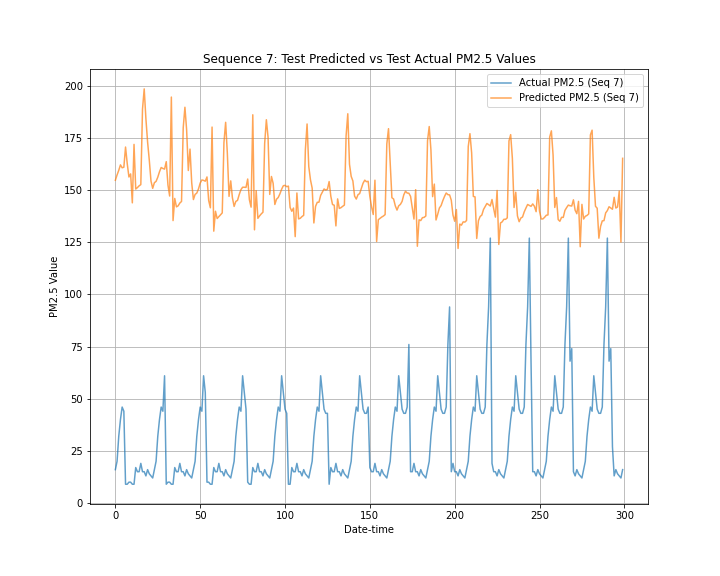 Sequence 7: Test Predicted vs Test Actual PM2.5 Values
Actual PM2.5 (Seq 7)
Predicted PM2.5 (Seq 7)
PM2.5 Value
200
175
150
125
100
75
50
25
0
0 50 100 150 200 250 300
Date-time